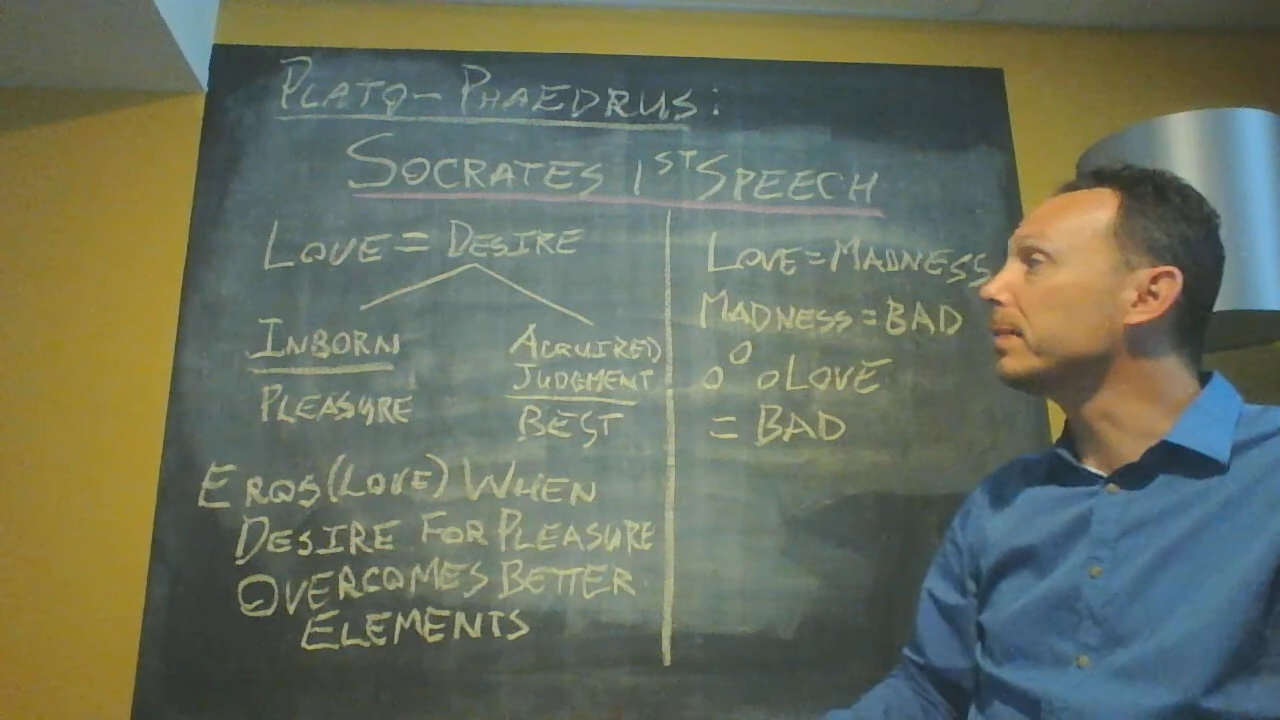 PLATO - PHAEDRUS:
SOCRATES 1ST SPEECH
LOVE = DESIRE
INBORN
PLEASURE
ACQUIRED
JUDGMENT
BEST
EROS (LOVE) WHEN
DESIRE FOR PLEASURE
OVERCOMES BETTER
ELEMENTS
LOVE = MADNESS
MADNESS = BAD
∴ LOVE
= BAD